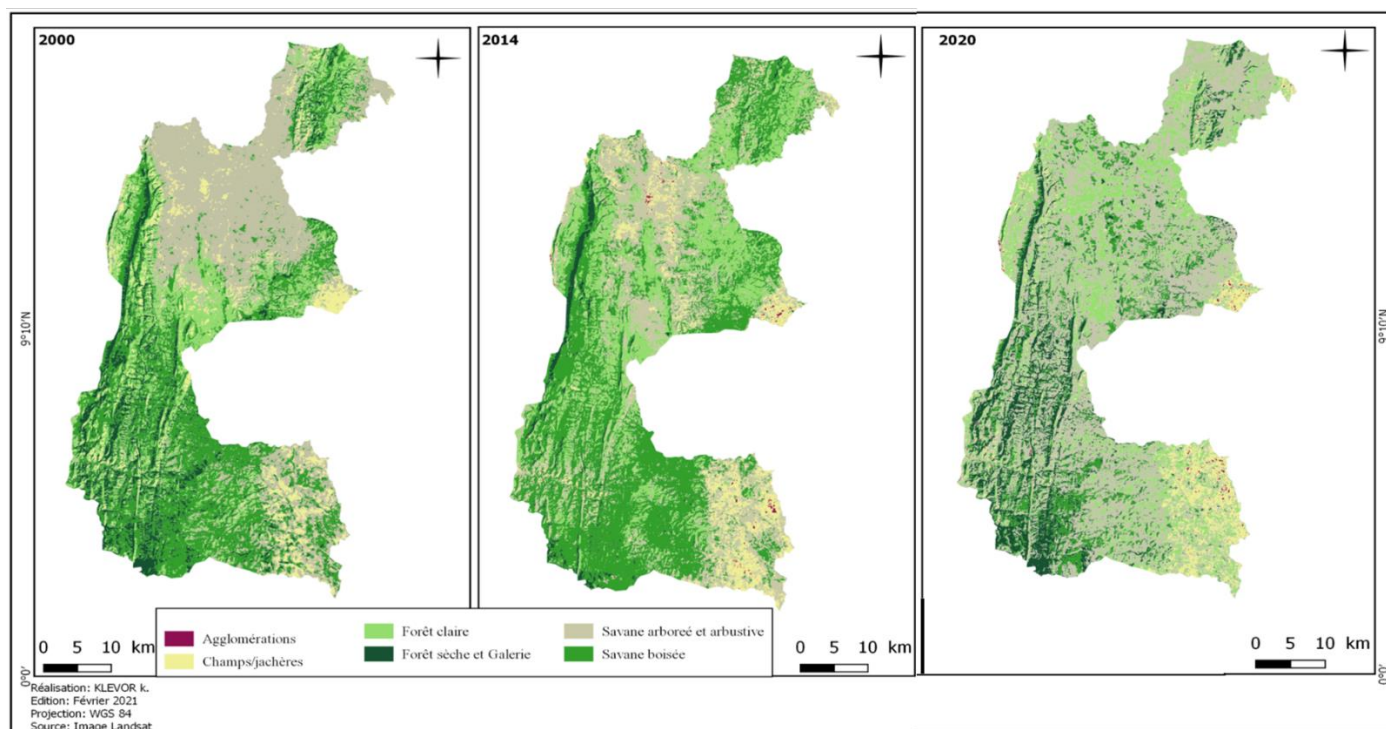 2000
2014
2020
9°10'N
9°10'N
Agglomérations
Champs/jachères
Forêt claire
Forêt sèche et Galerie
Savane arboreé et arbustive
Savane boisée
0 5 10 km
0 5 10 km
0 5 10 km
0°0'
0°0'
Réalisation: KLEVOR k.
Edition: Février 2021
Projection: WGS 84
Source: Image Landsat